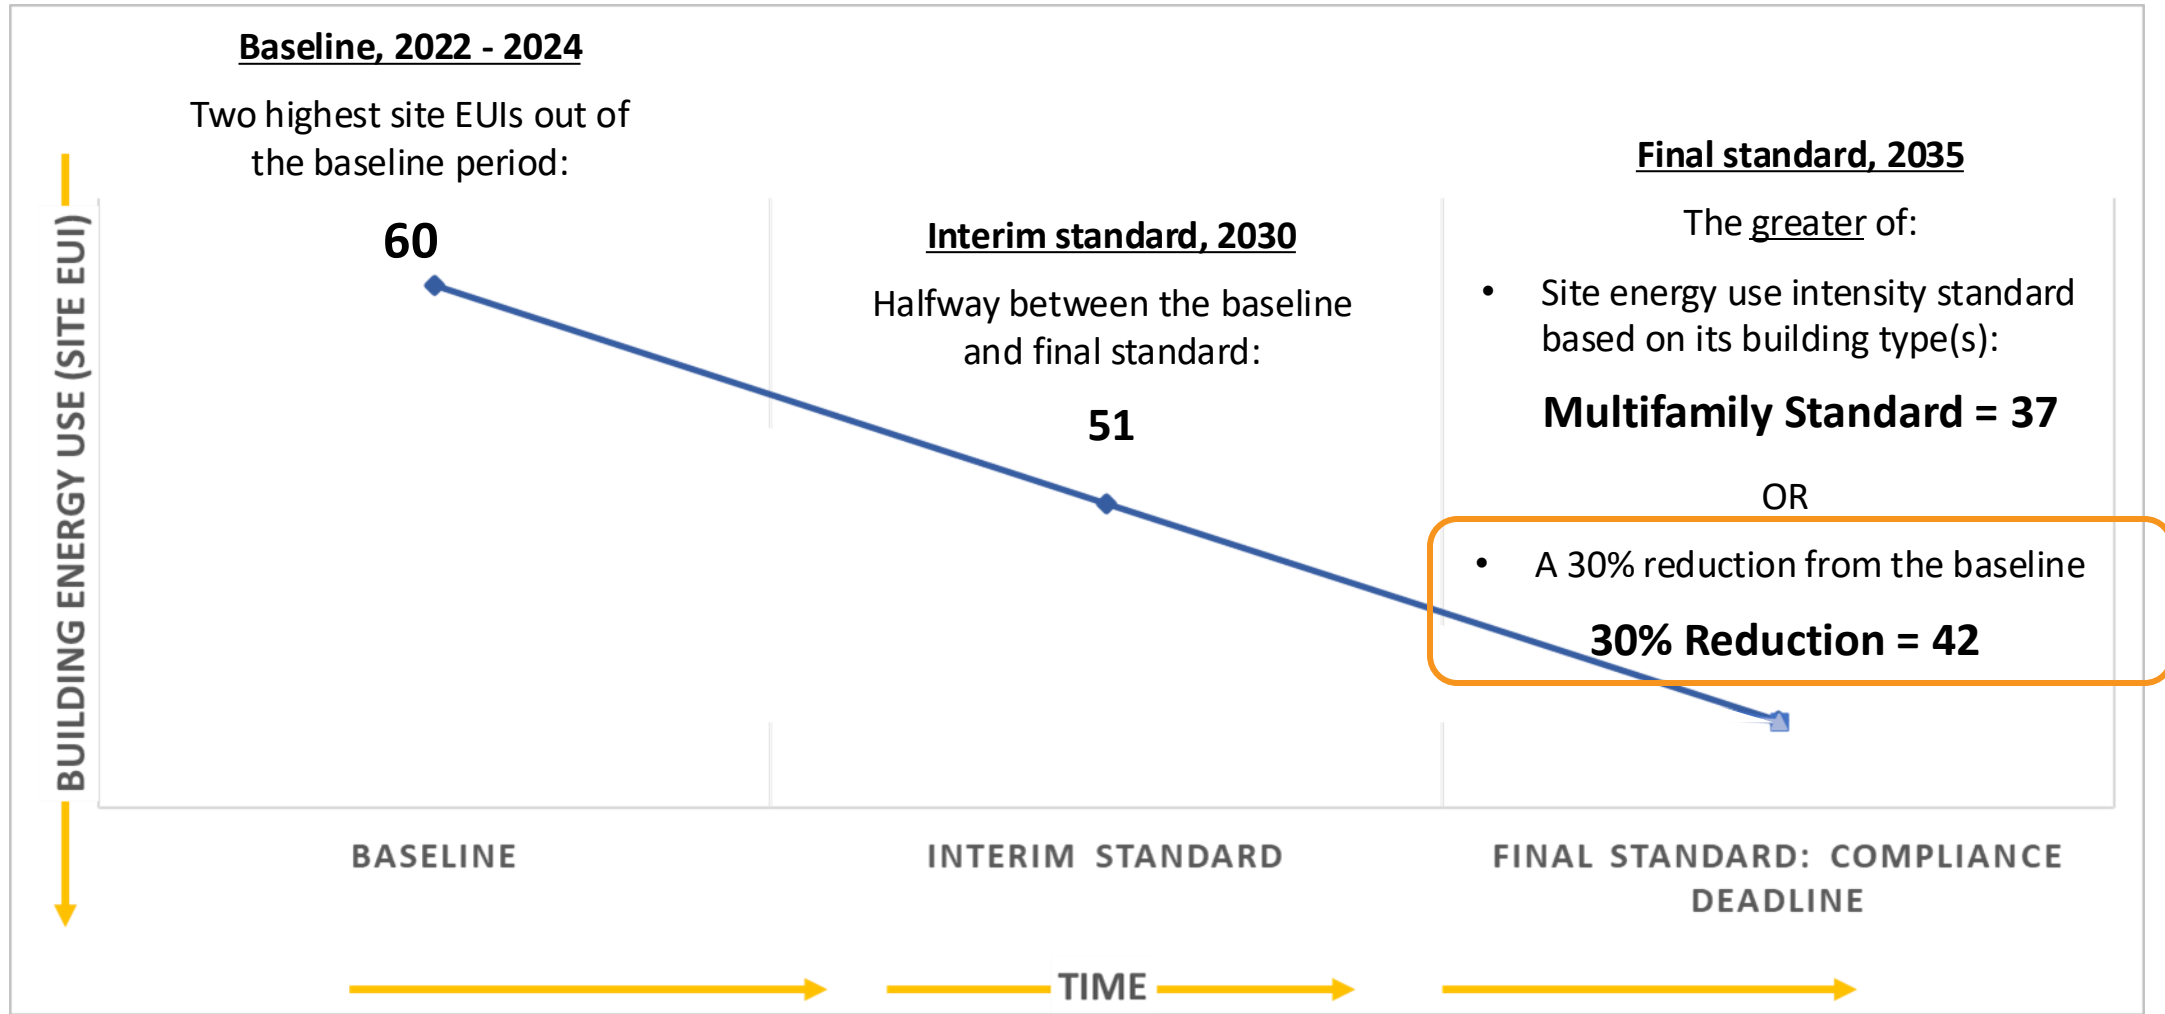 Baseline, 2022 - 2024
Two highest site EUIs out of
the baseline period:
60
Interim standard, 2030
Halfway between the baseline
and final standard:
51
Final standard, 2035
The greater of:
• Site energy use intensity standard
based on its building type(s):
Multifamily Standard = 37
OR
• A 30% reduction from the baseline
30% Reduction = 42
BUILDING ENERGY USE (SITE EUI)
BASELINE
INTERIM STANDARD
FINAL STANDARD: COMPLIANCE
DEADLINE
TIME